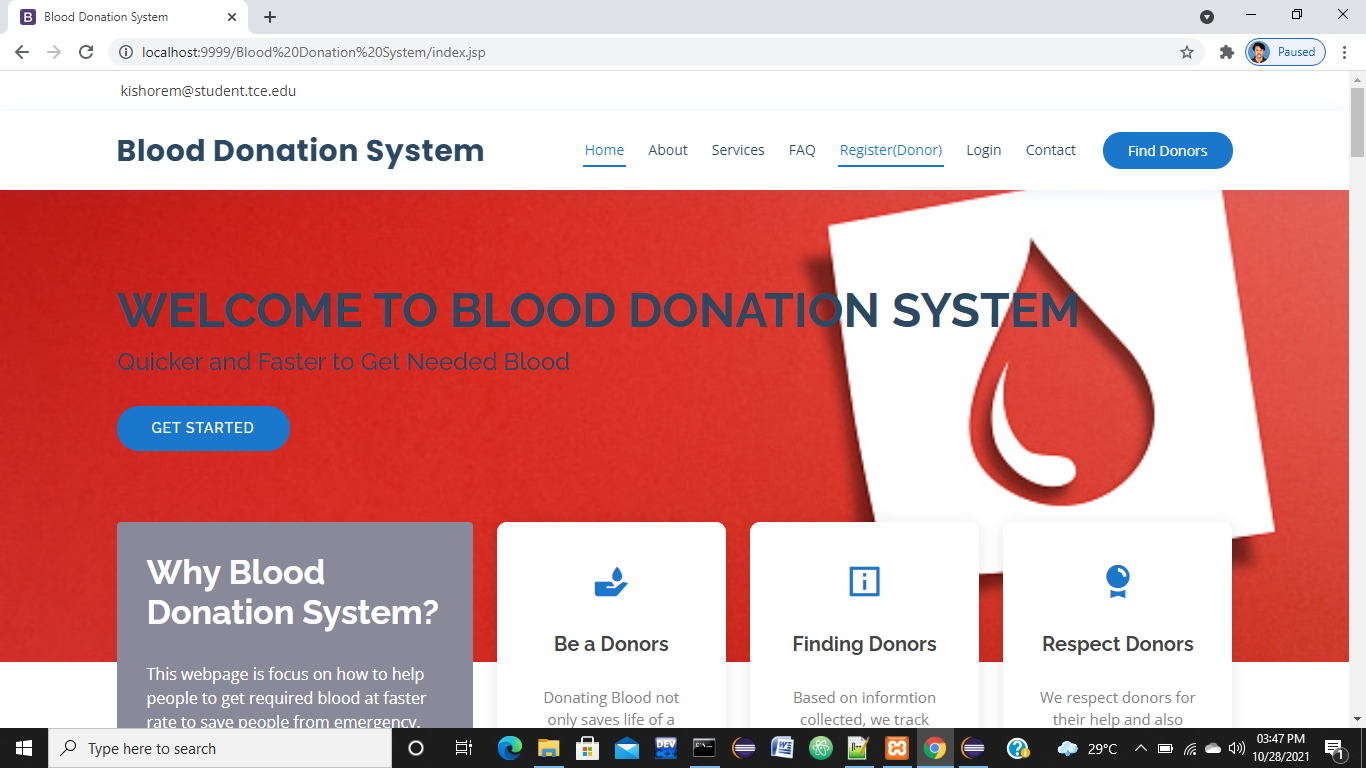 Blood Donation System
localhost:9999/Blood%20Donation%20System/index.jsp
Paused
kishorem@student.tce.edu
Blood Donation System
Home About Services FAQ Register(Donor) Login Contact Find Donors
WELCOME TO BLOOD DONATION SYSTEM
Quicker and Faster to Get Needed Blood
GET STARTED
Why Blood
Donation System?
This webpage is focus on how to help
people to get required blood at faster
rate to save people from emergency.
Be a Donors
Donating Blood not
only saves life of a
Finding Donors
Based on informtion
collected, we track
Respect Donors
We respect donors for
their help and also
Type here to search
DEV
29°C
03:47 PM
10/28/2021
1